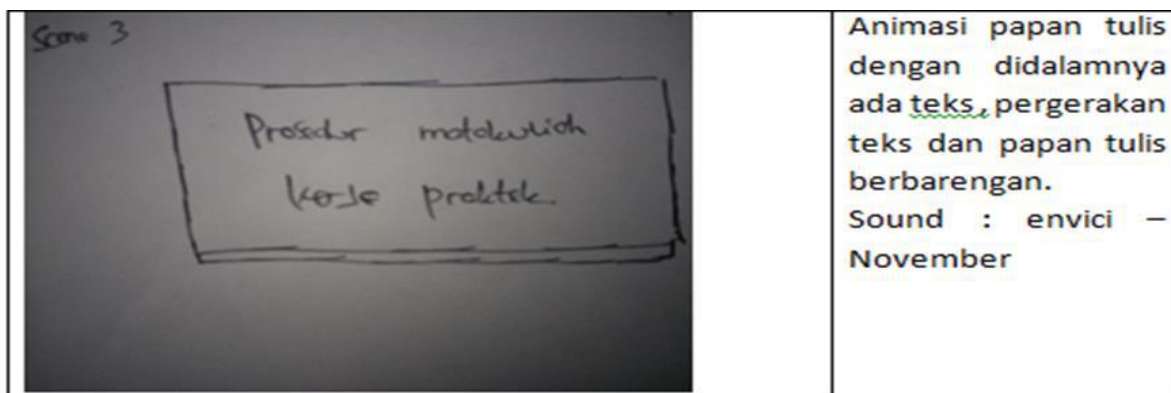 Scene 3
Prosedur matakuliah
kerja praktek
Animasi papan tulis
dengan didalamnya
ada teks, pergerakan
teks dan papan tulis
berbarengan.
Sound : envici –
November